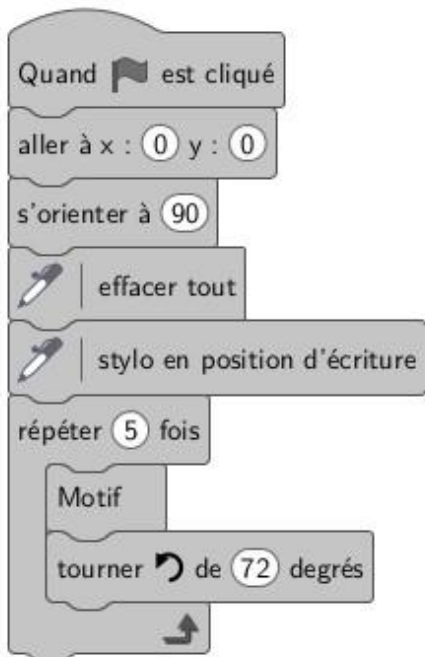 Quand est cliqué
aller à x : 0 y : 0
s'orienter à 90
effacer tout
stylo en position d'écriture
répéter 5 fois
Motif
tourner de 72 degrés